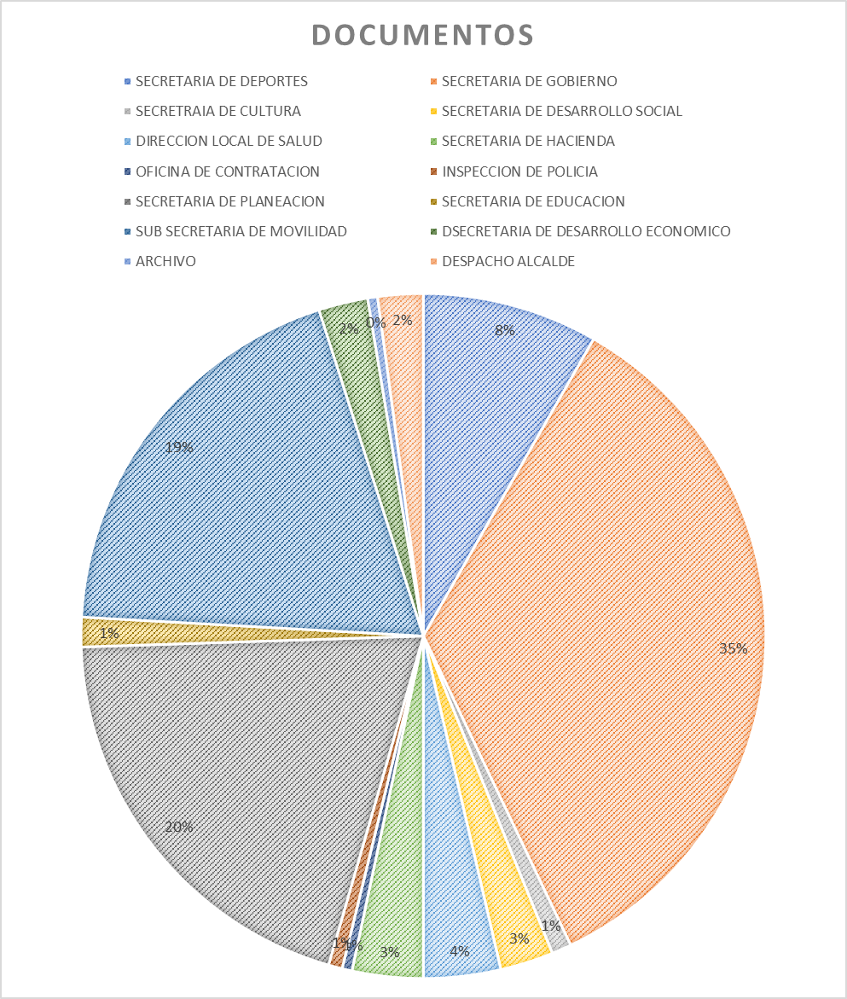 DOCUMENTOS
SECRETARIA DE DEPORTES
SECRETARIA DE GOBIERNO
SECRETRAIA DE CULTURA
SECRETARIA DE DESARROLLO SOCIAL
DIRECCION LOCAL DE SALUD
SECRETARIA DE HACIENDA
OFICINA DE CONTRATACION
INSPECCION DE POLICIA
SECRETARIA DE PLANEACION
SECRETARIA DE EDUCACION
SUB SECRETARIA DE MOVILIDAD
DSECRETARIA DE DESARROLLO ECONOMICO
ARCHIVO
DESPACHO ALCALDE
8%
35%
1%
3%
4%
3%
1%
20%
1%
19%
2%
0%
2%